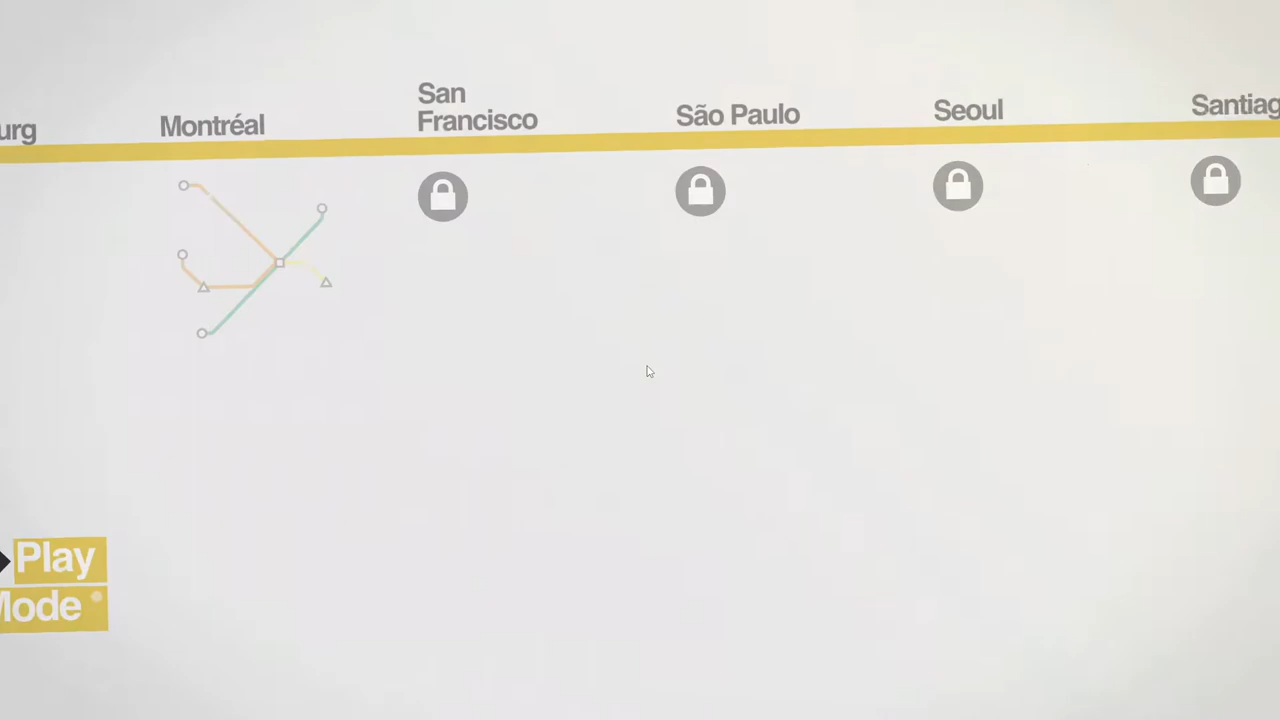 urg
Montréal
San
Francisco
São Paulo
Seoul
Santiag
Play
Mode